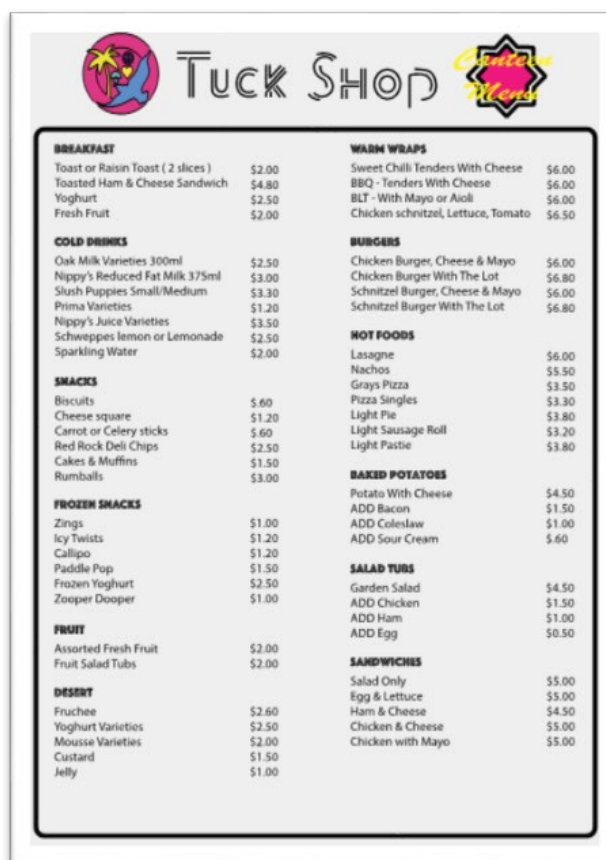 Tuck Shop
Canteen
Menu
BREAKFAST
Toast or Raisin Toast ( 2 slices ) $2.00
Toasted Ham & Cheese Sandwich $4.80
Yoghurt $2.50
Fresh Fruit $2.00
COLD DRINKS
Oak Milk Varieties 300ml $2.50
Nippy's Reduced Fat Milk 375ml $3.00
Slush Puppies Small/Medium $3.30
Prima Varieties $1.20
Nippy's Juice Varieties $3.50
Schweppes lemon or Lemonade $2.50
Sparkling Water $2.00
SNACKS
Biscuits $.60
Cheese square $1.20
Carrot or Celery sticks $.60
Red Rock Deli Chips $2.50
Cakes & Muffins $1.50
Rumballs $3.00
FROZEN SNACKS
Zings $1.00
Icy Twists $1.20
Callipo $1.20
Paddle Pop $1.50
Frozen Yoghurt $2.50
Zooper Dooper $1.00
FRUIT
Assorted Fresh Fruit $2.00
Fruit Salad Tubs $2.00
DESERT
Fruchee $2.60
Yoghurt Varieties $2.50
Mousse Varieties $2.00
Custard $1.50
Jelly $1.00
WARM WRAPS
Sweet Chilli Tenders With Cheese $6.00
BBQ - Tenders With Cheese $6.00
BLT - With Mayo or Aioli $6.00
Chicken schnitzel, Lettuce, Tomato $6.50
BURGERS
Chicken Burger, Cheese & Mayo $6.00
Chicken Burger With The Lot $6.80
Schnitzel Burger, Cheese & Mayo $6.00
Schnitzel Burger With The Lot $6.80
HOT FOODS
Lasagne $6.00
Nachos $5.50
Grays Pizza $3.50
Pizza Singles $3.30
Light Pie $3.80
Light Sausage Roll $3.20
Light Pastie $3.80
BAKED POTATOES
Potato With Cheese $4.50
ADD Bacon $1.50
ADD Coleslaw $1.00
ADD Sour Cream $.60
SALAD TUBS
Garden Salad $4.50
ADD Chicken $1.50
ADD Ham $1.00
ADD Egg $0.50
SANDWICHES
Salad Only $5.00
Egg & Lettuce $5.00
Ham & Cheese $4.50
Chicken & Cheese $5.00
Chicken with Mayo $5.00